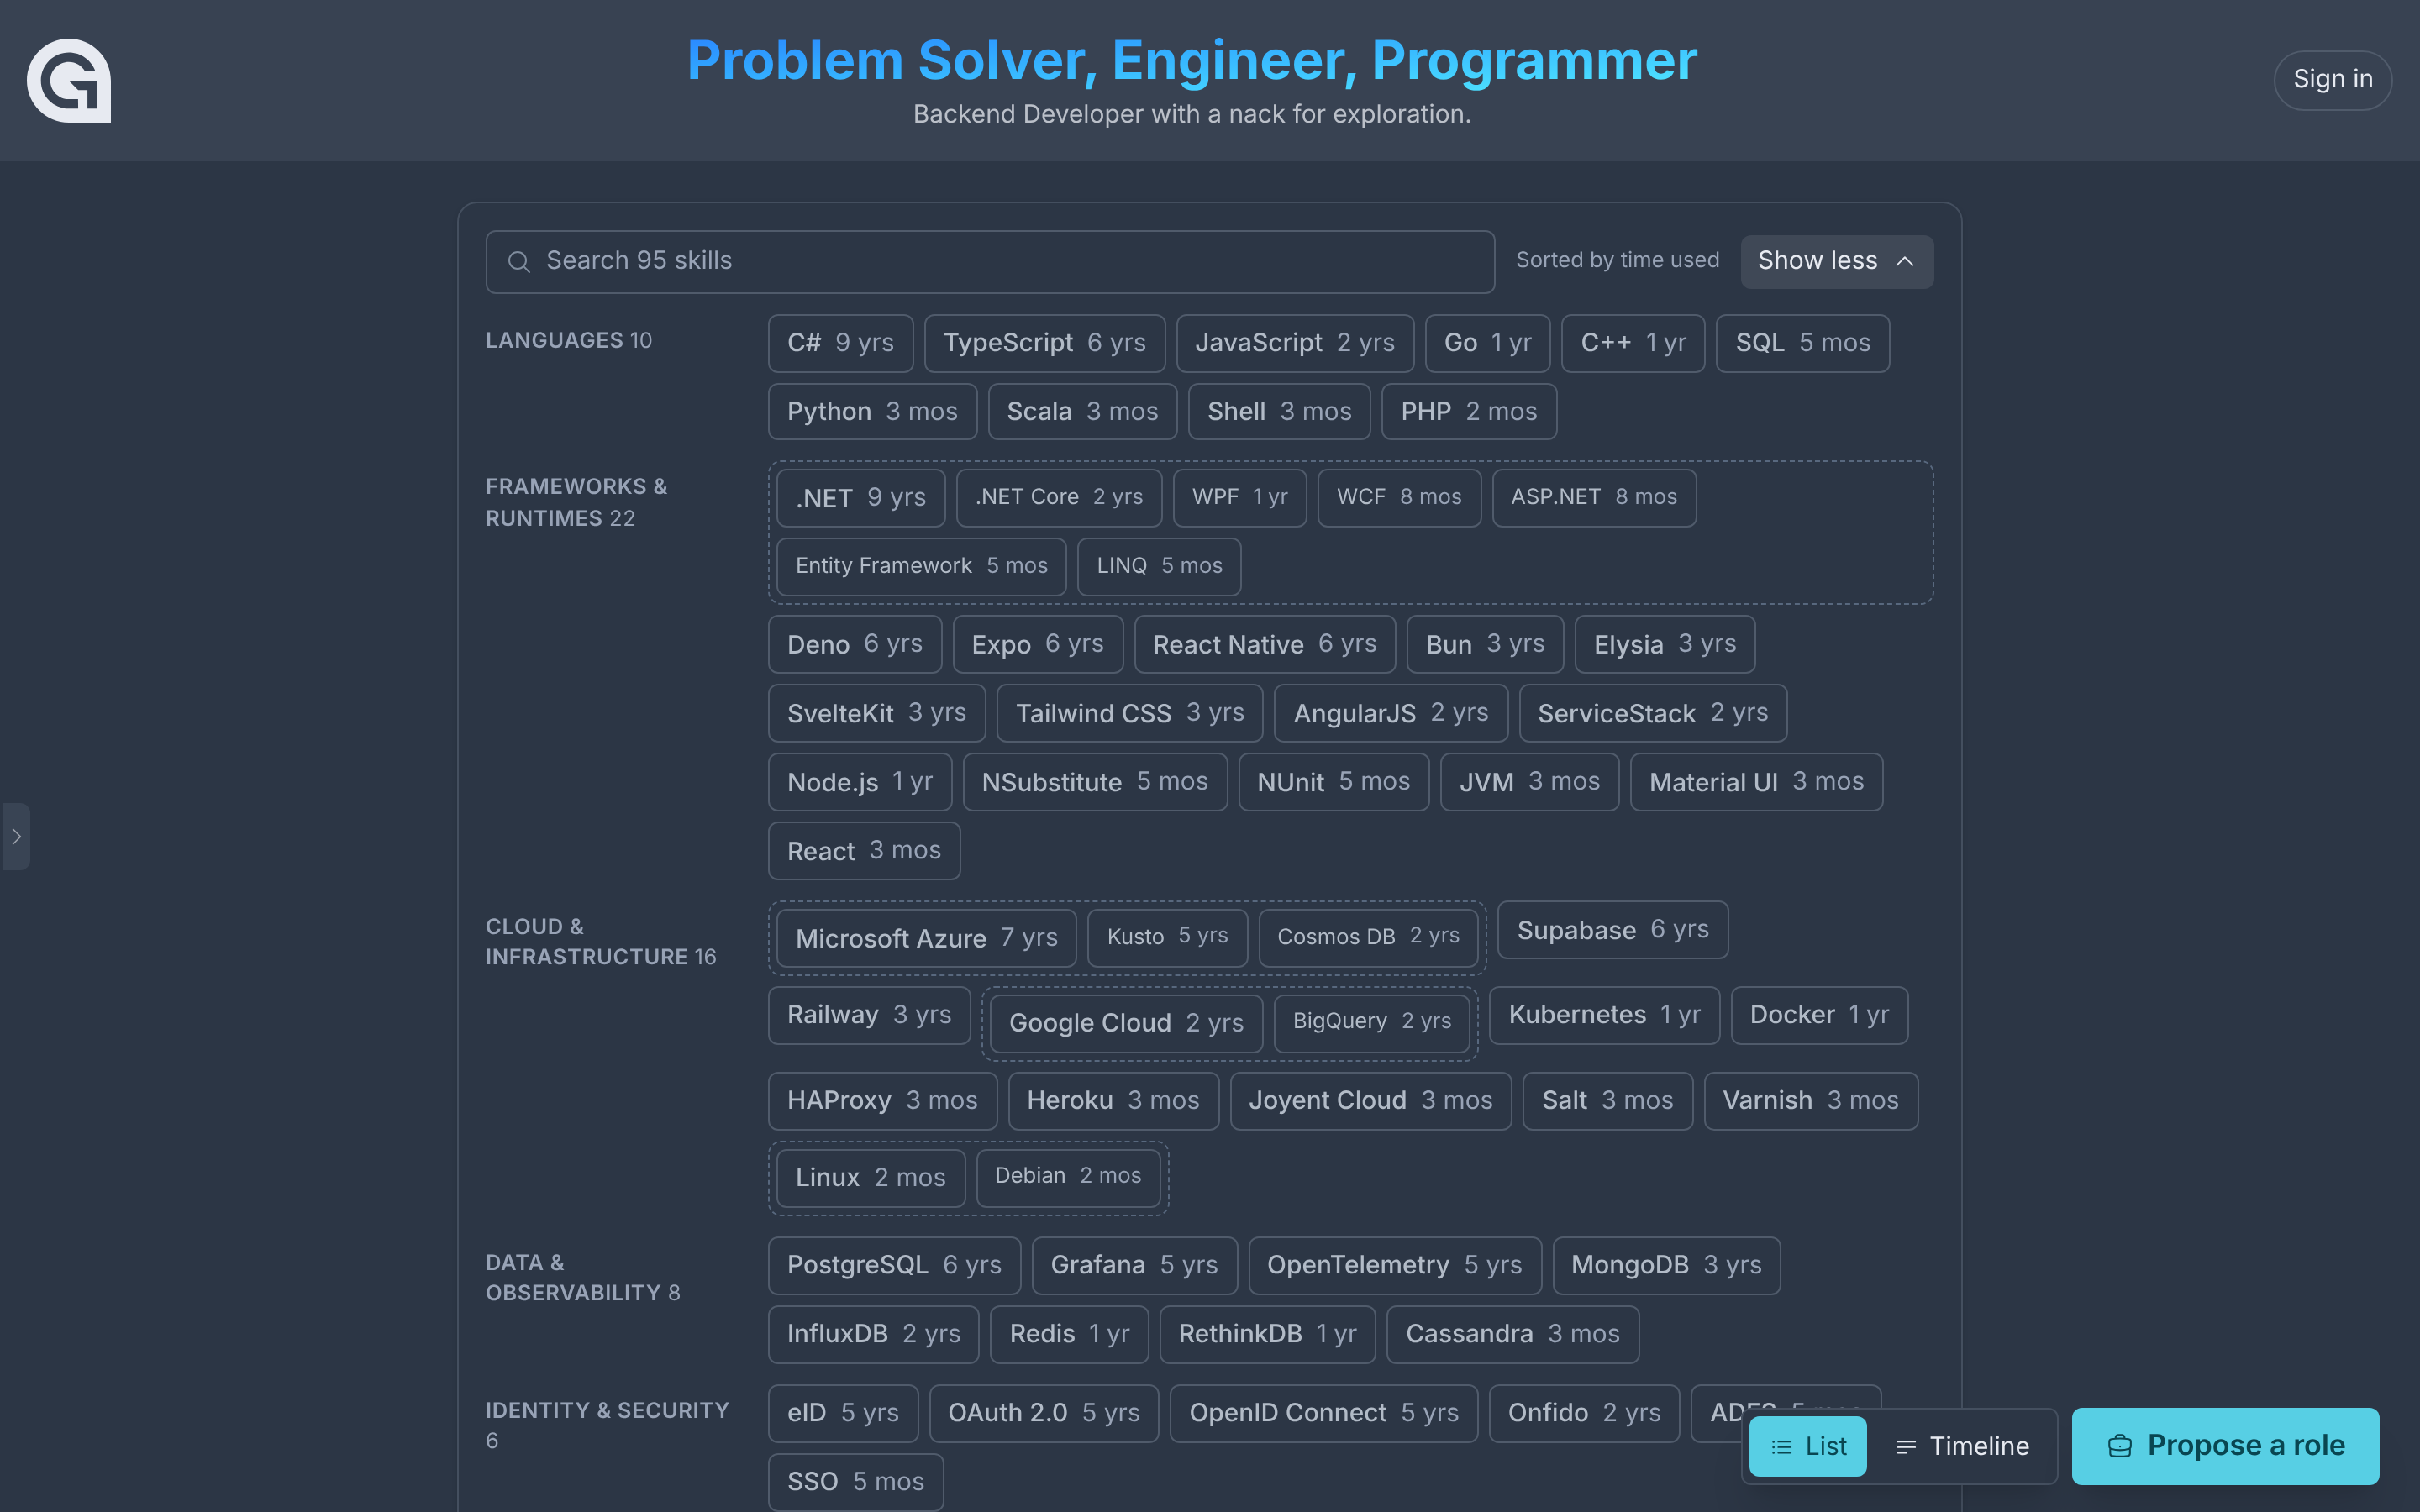 Problem Solver, Engineer, Programmer
Backend Developer with a nack for exploration.
Sign in
Search 95 skills
Sorted by time used
Show less
LANGUAGES 10
C# 9 yrs
TypeScript 6 yrs
JavaScript 2 yrs
Go 1 yr
C++ 1 yr
SQL 5 mos
Python 3 mos
Scala 3 mos
Shell 3 mos
PHP 2 mos
FRAMEWORKS &
RUNTIMES 22
.NET 9 yrs
.NET Core 2 yrs
WPF 1 yr
WCF 8 mos
ASP.NET 8 mos
Entity Framework 5 mos
LINQ 5 mos
Deno 6 yrs
Expo 6 yrs
React Native 6 yrs
Bun 3 yrs
Elysia 3 yrs
SvelteKit 3 yrs
Tailwind CSS 3 yrs
AngularJS 2 yrs
ServiceStack 2 yrs
Node.js 1 yr
NSubstitute 5 mos
NUnit 5 mos
JVM 3 mos
Material UI 3 mos
React 3 mos
CLOUD &
INFRASTRUCTURE 16
Microsoft Azure 7 yrs
Kusto 5 yrs
Cosmos DB 2 yrs
Supabase 6 yrs
Railway 3 yrs
Google Cloud 2 yrs
BigQuery 2 yrs
Kubernetes 1 yr
Docker 1 yr
HAProxy 3 mos
Heroku 3 mos
Joyent Cloud 3 mos
Salt 3 mos
Varnish 3 mos
Linux 2 mos
Debian 2 mos
DATA &
OBSERVABILITY 8
PostgreSQL 6 yrs
Grafana 5 yrs
OpenTelemetry 5 yrs
MongoDB 3 yrs
InfluxDB 2 yrs
Redis 1 yr
RethinkDB 1 yr
Cassandra 3 mos
IDENTITY & SECURITY
6
eID 5 yrs
OAuth 2.0 5 yrs
OpenID Connect 5 yrs
Onfido 2 yrs
SSO 5 mos
List
Timeline
Propose a role